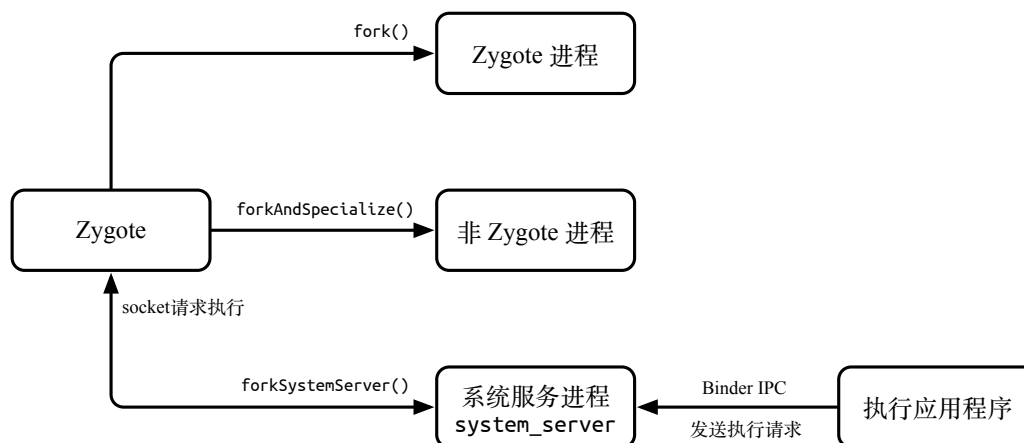 fork()
Zygote 进程
forkAndSpecialize()
Zygote
非 Zygote 进程
socket请求执行
forkSystemServer()
系统服务进程
system_server
Binder IPC
发送执行请求
执行应用程序